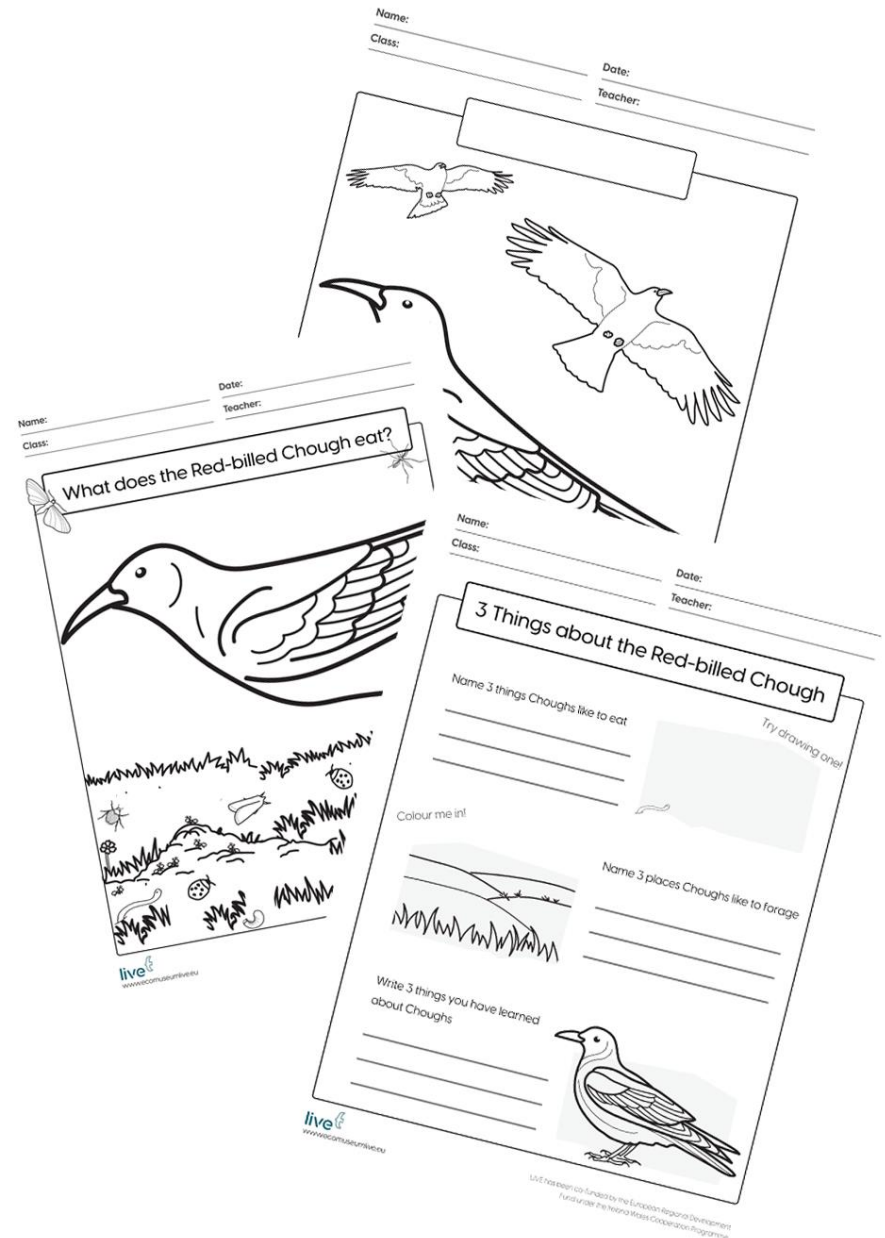 Name:
Class:
Date:
Teacher:
Name:
Class:
Date:
Teacher:
What does the Red-billed Chough eat?
live
www.ecomuseumlive.eu
Name:
Class:
Date:
Teacher:
3 Things about the Red-billed Chough
Name 3 things Choughs like to eat
Try drawing one!
Colour me in!
Name 3 places Choughs like to forage
Write 3 things you have learned
about Choughs
live
www.ecomuseumlive.eu
LIVE has been co-funded by the European Regional Development
Fund under the Ireland Wales Cooperation Programme